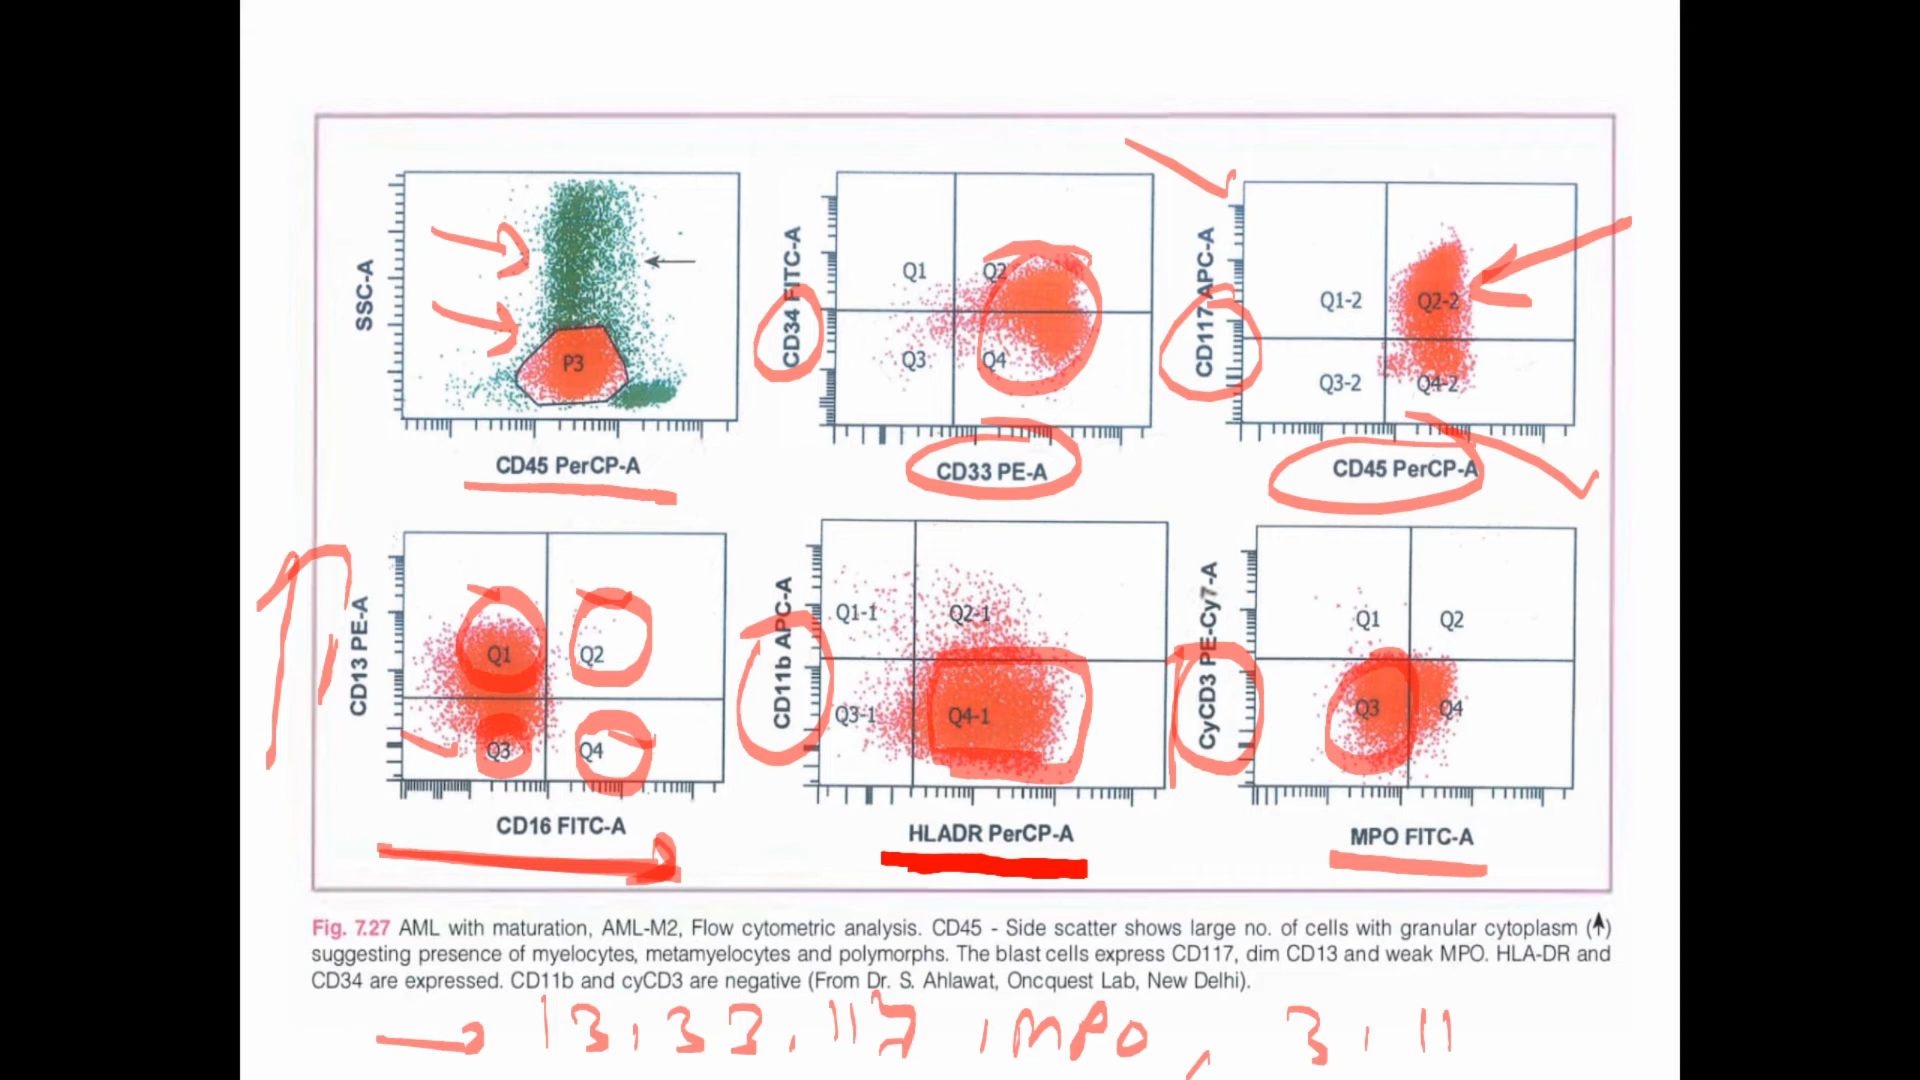 SSC-A
P3
CD45 PerCP-A
CD34 FITC-A
Q1
Q2
Q3
Q4
CD33 PE-A
CD117 APC-A
Q1-2
Q2-2
Q3-2
Q4-2
CD45 PerCP-A
CD13 PE-A
Q1
Q2
Q3
Q4
CD16 FITC-A
CD11b APC-A
Q1-1
Q2-1
Q3-1
Q4-1
HLADR PerCP-A
CyCD3 PE-Cy7-A
Q1
Q2
Q3
Q4
MPO FITC-A
Fig. 7.27 AML with maturation, AML-M2, Flow cytometric analysis. CD45 - Side scatter shows large no. of cells with granular cytoplasm (↑)
suggesting presence of myelocytes, metamyelocytes and polymorphs. The blast cells express CD117, dim CD13 and weak MPO. HLA-DR and
CD34 are expressed. CD11b and cyCD3 are negative (From Dr. S. Ahlawat, Oncquest Lab, New Delhi).
→ 13, 33, 117, MPO, 3, 11